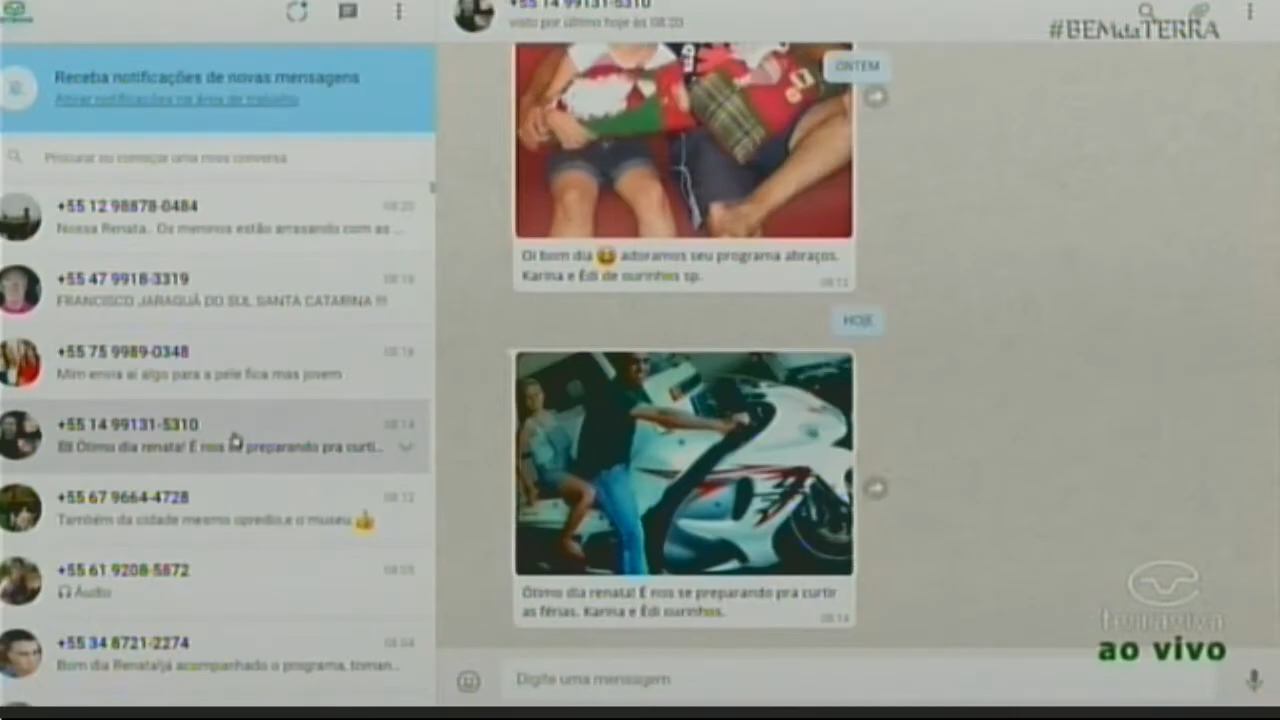 Receba notificações de novas mensagens
Ativar notificações na área de trabalho
Procurar ou começar uma nova conversa
+55 12 98878-0484
08:20
Nossa Renata. Os meninos estão arrasando com as ...
+55 47 9918-3319
FRANCISCO JARAGUÁ DO SUL SANTA CATARINA !!!
+55 75 9989-0348
Mim envia ai algo para a pele fica mas jovem
+55 14 99131-5310
08:14
Ótimo dia renata! É nos se preparando pra curti...
+55 67 9664-4728
08:12
Também da cidade mesmo opredio,e o museu
+55 61 9208-5872
08:05
Áudio
+55 34 8721-2274
08:04
Bom dia Renata!já acompanhado o programa, toman...
+55 14 99131-5310
visto por último hoje às 08:20
#BEMdaTERRA
ONTEM
Oi bom dia adoramos seu programa abraços.
Karina e Édi de ourinhos sp.
HOJE
Ótimo dia renata! É nos se preparando pra curtir
as férias. Karina e Édi ourinhos.
08:14
Digite uma mensagem
terraviva
ao vivo